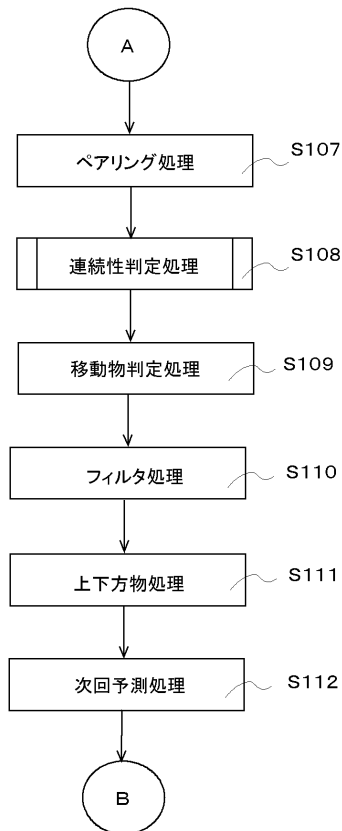 A
ペアリング処理
S107
連続性判定処理
S108
移動物判定処理
S109
フィルタ処理
S110
上下方物処理
S111
次回予測処理
S112
B